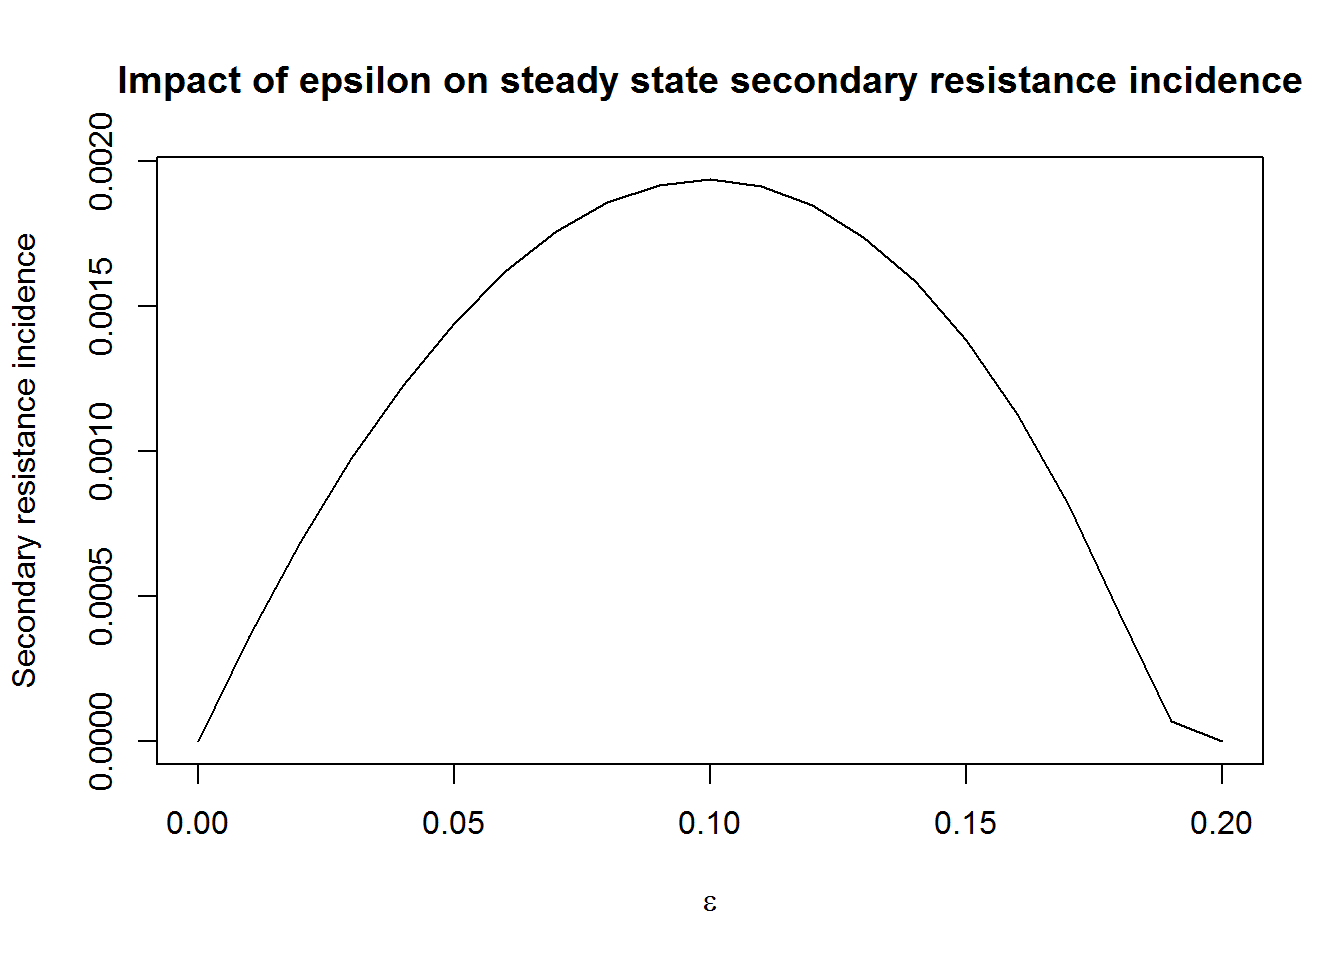 Impact of epsilon on steady state secondary resistance incidence
Secondary resistance incidence
0.0020
0.0015
0.0010
0.0005
0.0000
0.00 0.05 0.10 0.15 0.20
ε